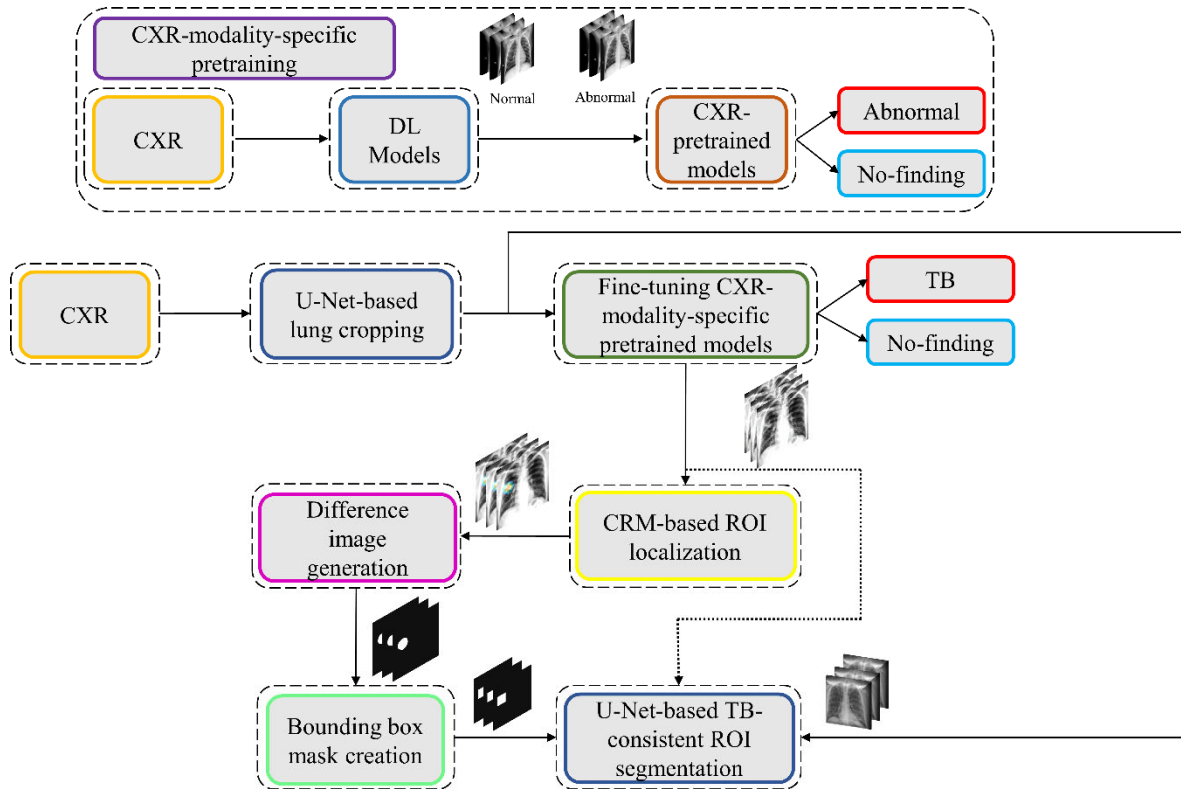 CXR-modality-specific
pretraining
Normal
Abnormal
CXR
DL
Models
CXR-
pretrained
models
Abnormal
No-finding
CXR
U-Net-based
lung cropping
Finc-tuning CXR-
modality-specific
pretrained models
TB
No-finding
Difference
image
generation
CRM-based ROI
localization
Bounding box
mask creation
U-Net-based TB-
consistent ROI
segmentation